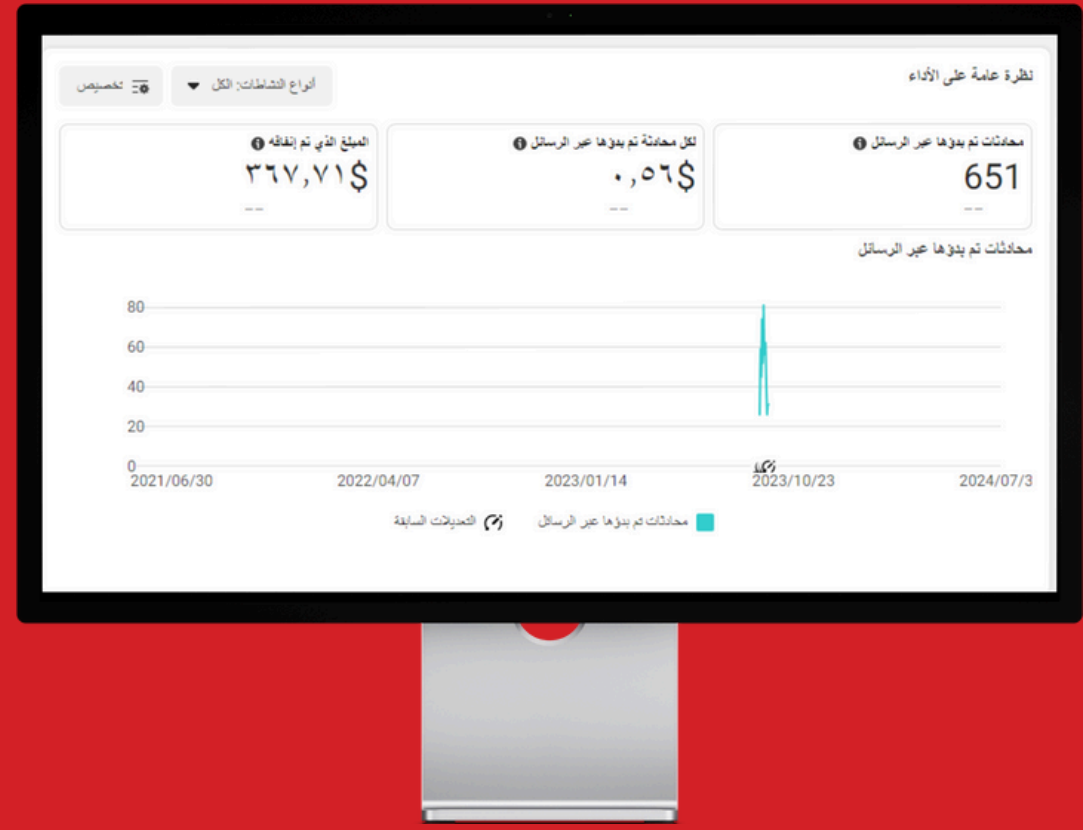 نظرة عامة على الأداء
أنواع النشاطات: الكل
تخصيص
محادثات تم بدؤها عبر الرسائل
651
--
لكل محادثة تم بدؤها عبر الرسائل
٠,٥٦$
--
المبلغ الذي تم إنفاقه
٣٦٧,٧١$
--
محادثات تم بدؤها عبر الرسائل
80
60
40
20
0
2021/06/30 2022/04/07 2023/01/14 2023/10/23 2024/07/3
محادثات تم بدؤها عبر الرسائل التعديلات السابقة